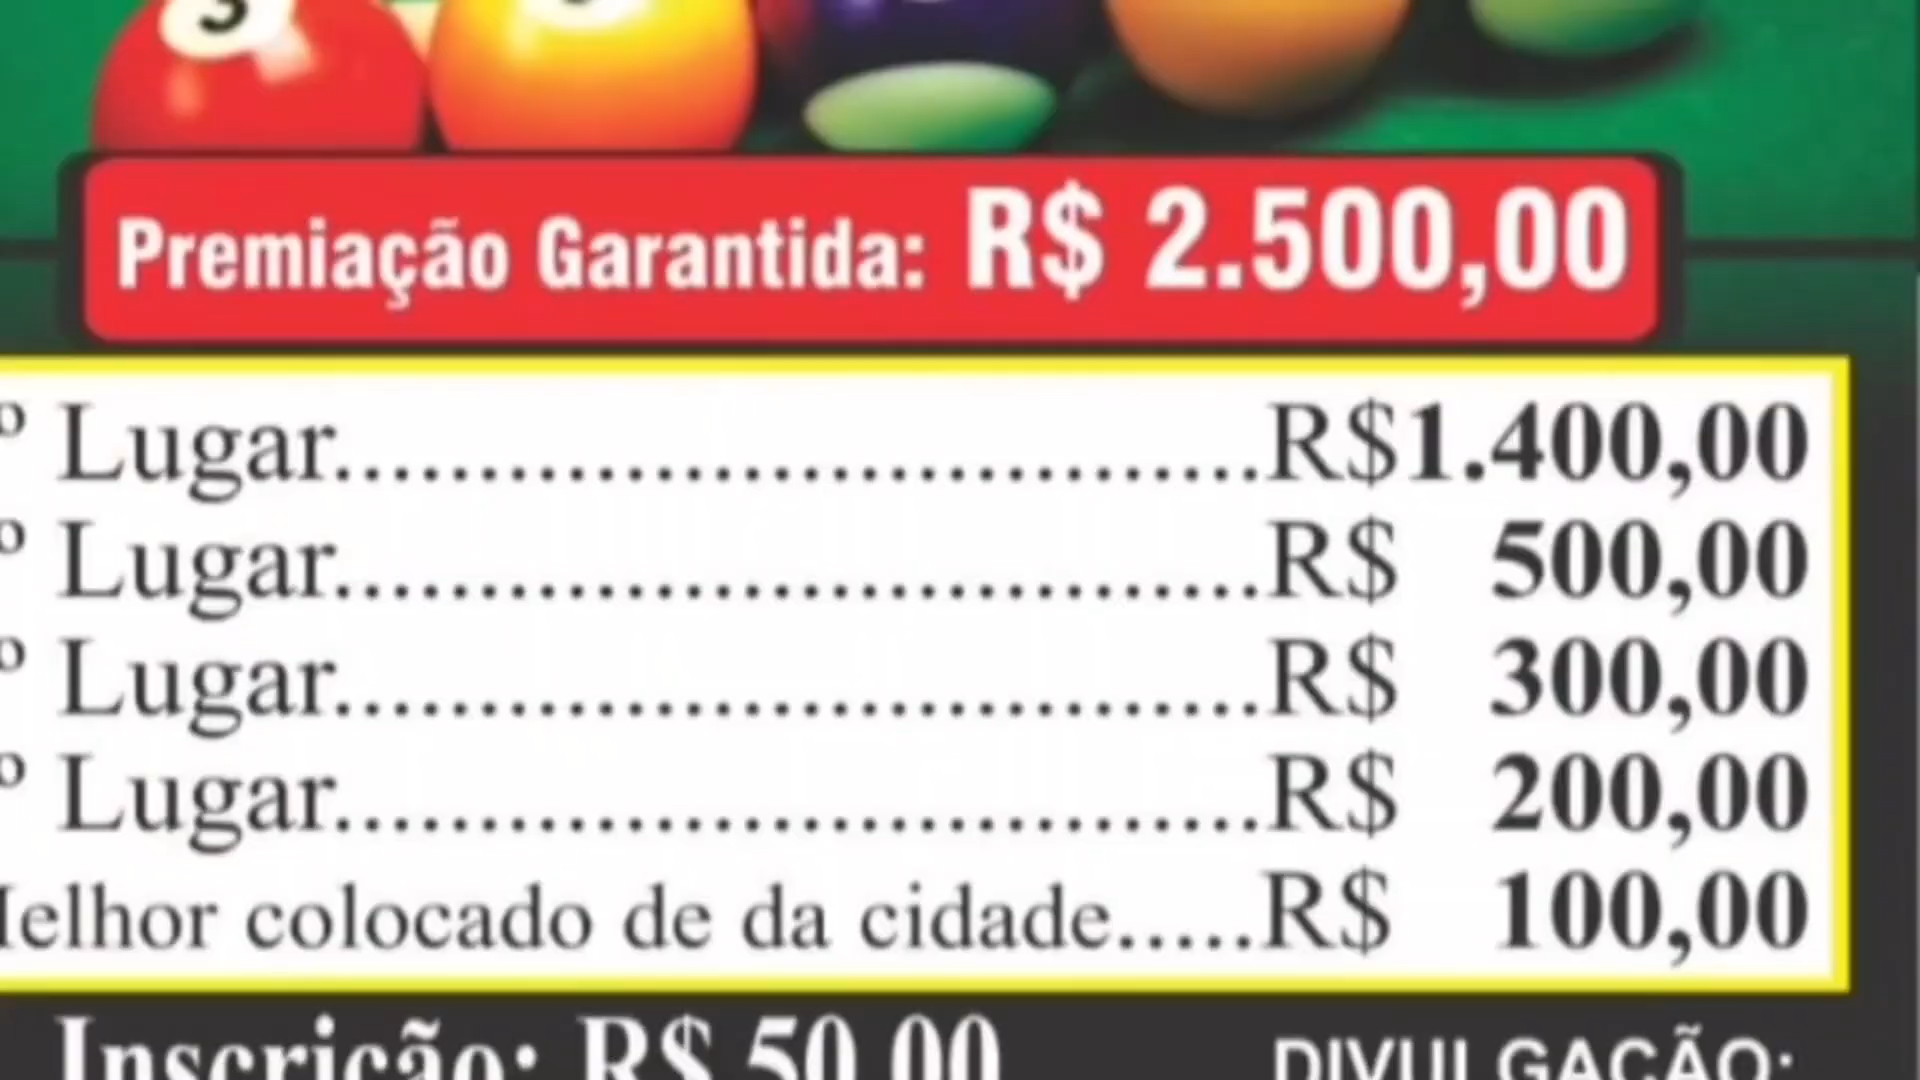 3
Premiação Garantida: R$ 2.500,00
º Lugar................................R$1.400,00
º Lugar................................R$ 500,00
º Lugar................................R$ 300,00
º Lugar................................R$ 200,00
Melhor colocado de da cidade.....R$ 100,00
Inscrição: R$ 50,00
DIVULGAÇÃO: